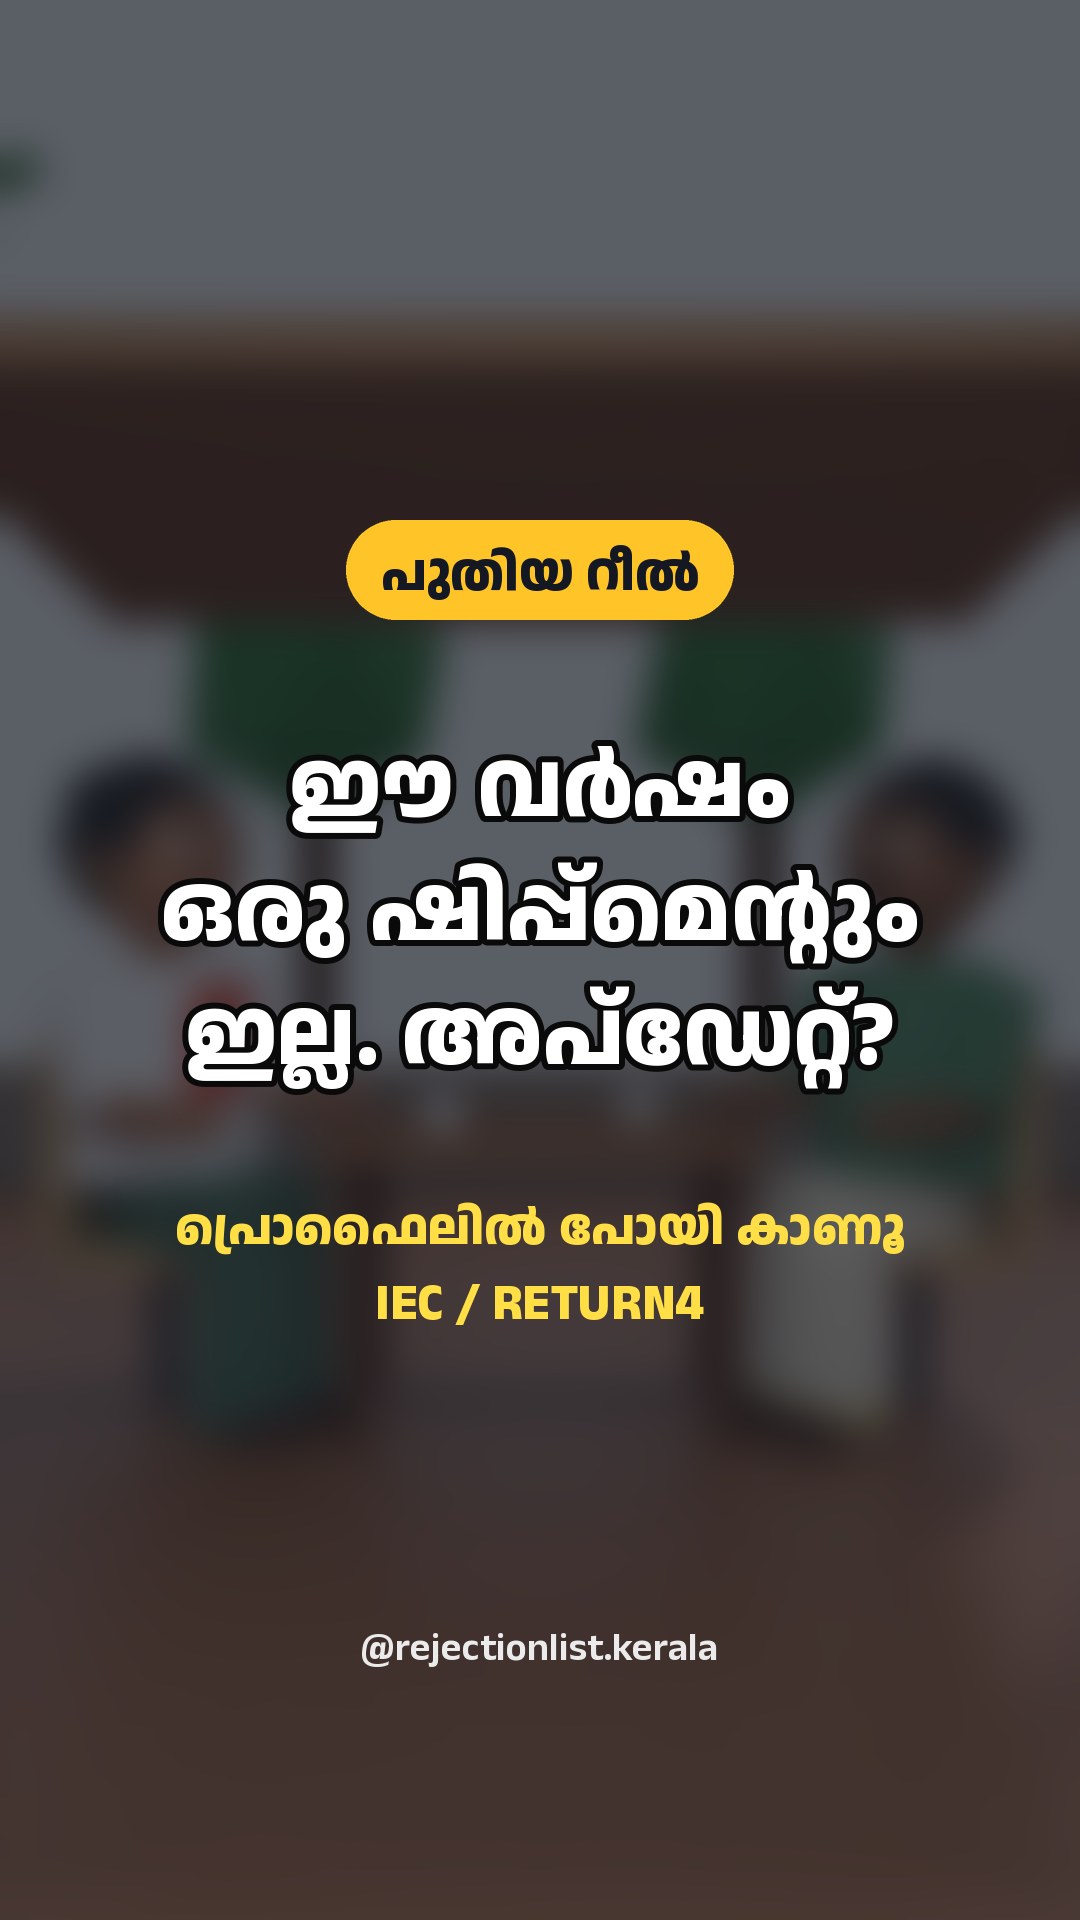 പുതിയ റീൽ
ഈ വർഷം
ഒരു ഷിപ്പ്മെന്റും
ഇല്ല. അപ്ഡേറ്റ്?
പ്രൊഫൈലിൽ പോയി കാണൂ
IEC / RETURN4
@rejectionlist.kerala